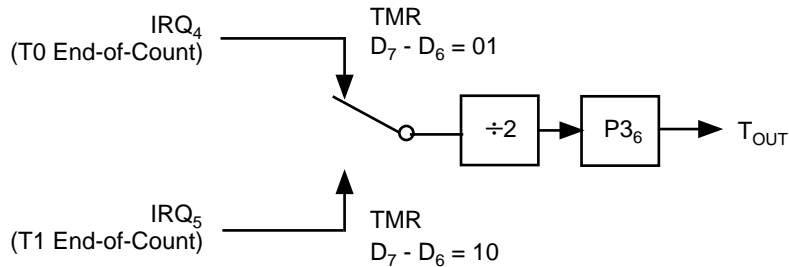 IRQ₄
(T0 End-of-Count)
TMR
D₇ - D₆ = 01
÷2
P3₆
T_OUT
IRQ₅
(T1 End-of-Count)
TMR
D₇ - D₆ = 10